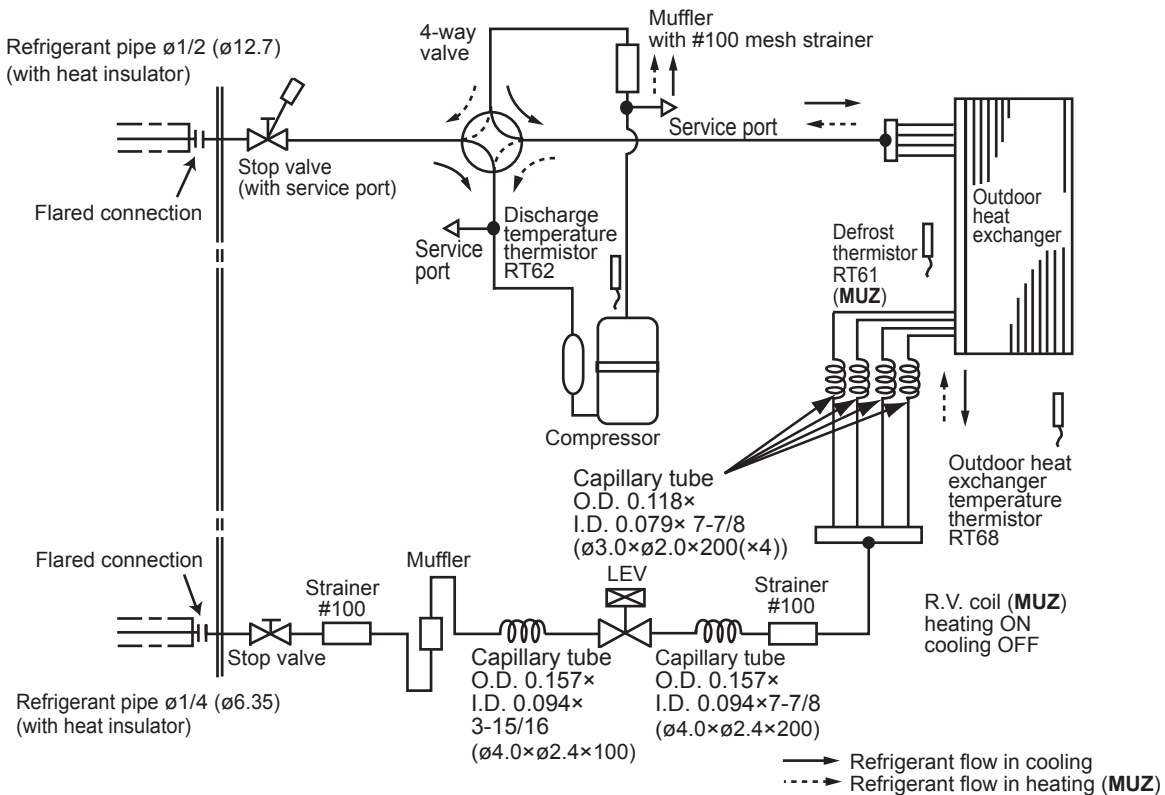 Refrigerant pipe ø1/2 (ø12.7)
(with heat insulator)
4-way
valve
Muffler
with #100 mesh strainer
Service port
Stop valve
(with service port)
Flared connection
Outdoor
heat
exchanger
Discharge
temperature
thermistor
RT62
Service
port
Defrost
thermistor
RT61
(MUZ)
Compressor
Capillary tube
O.D. 0.118×
I.D. 0.079× 7-7/8
(ø3.0×ø2.0×200(×4))
Outdoor heat
exchanger
temperature
thermistor
RT68
Flared connection
Strainer
#100
Muffler
LEV
Strainer
#100
R.V. coil (MUZ)
heating ON
cooling OFF
Stop valve
Capillary tube
O.D. 0.157×
I.D. 0.094×
3-15/16
(ø4.0×ø2.4×100)
Capillary tube
O.D. 0.157×
I.D. 0.094×7-7/8
(ø4.0×ø2.4×200)
Refrigerant pipe ø1/4 (ø6.35)
(with heat insulator)
Refrigerant flow in cooling
Refrigerant flow in heating (MUZ)